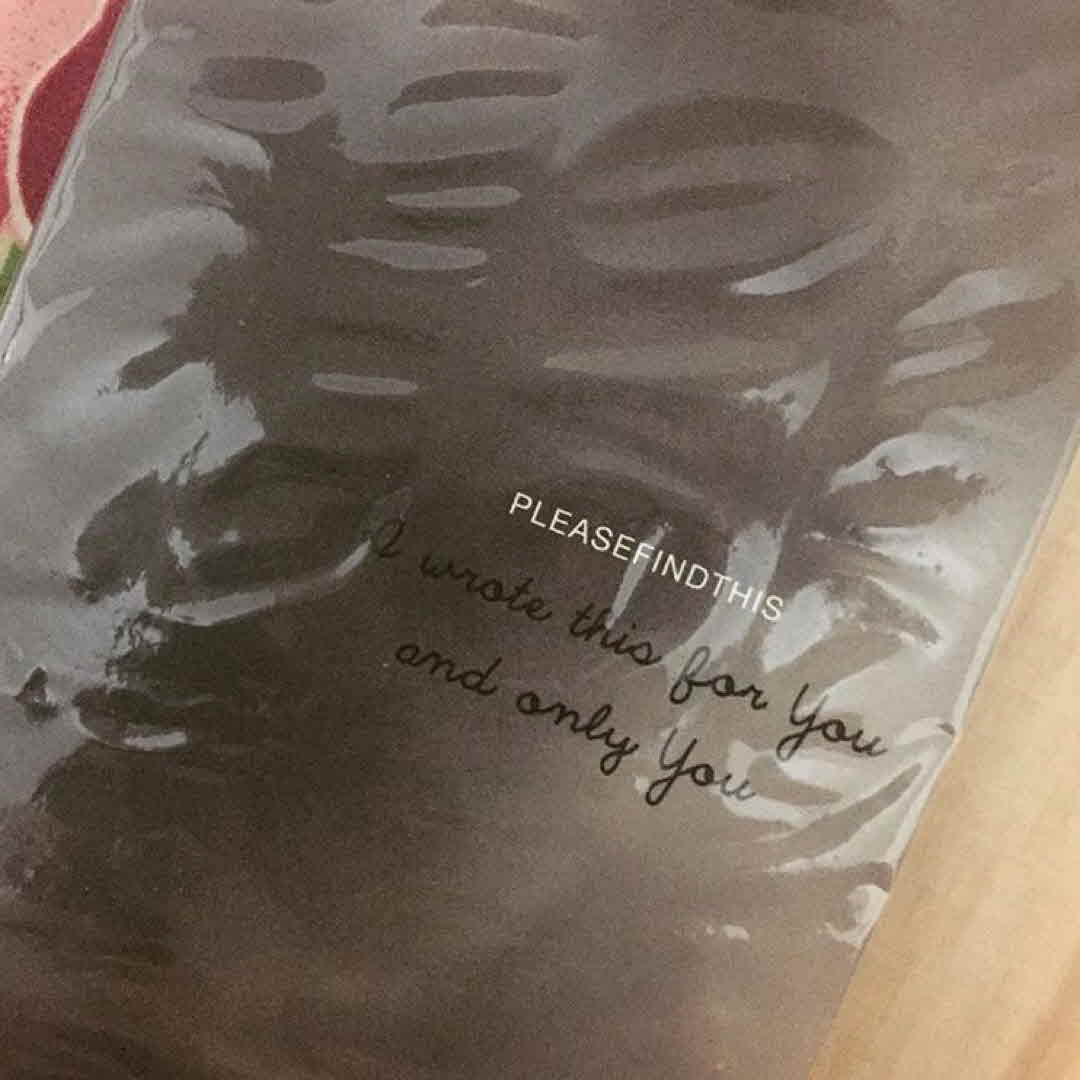 PLEASEFINDTHIS
I wrote this for You
and only You